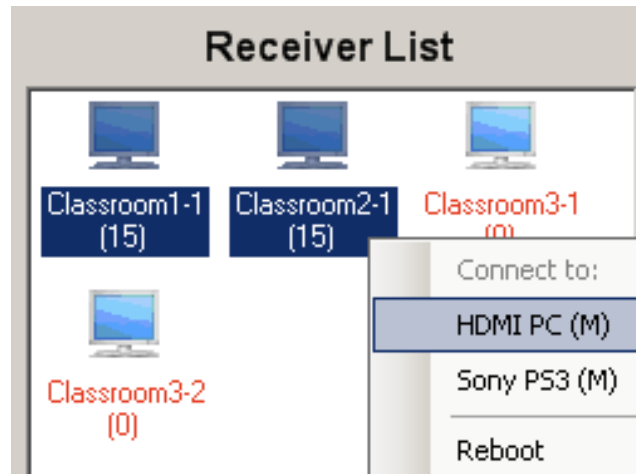 Receiver List
Classroom1-1
(15)
Classroom2-1
(15)
Classroom3-1
(0)
Classroom3-2
(0)
Connect to:
HDMI PC (M)
Sony PS3 (M)
Reboot